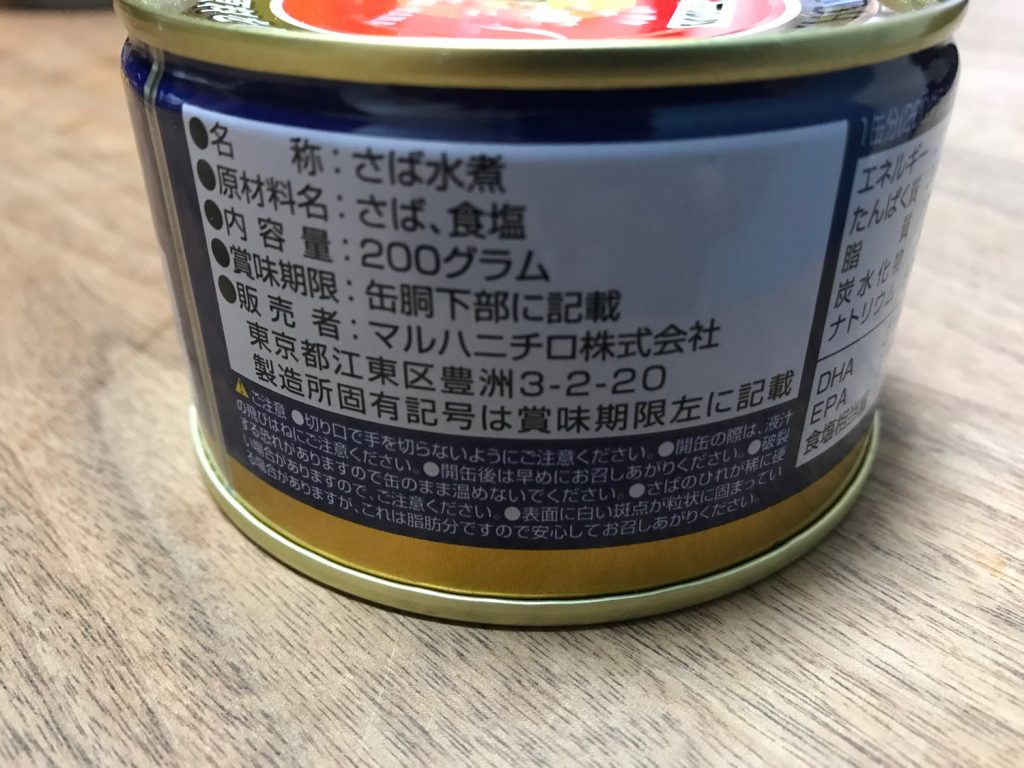 ●名称：さば水煮
●原材料名：さば、食塩
●内容量：200グラム
●賞味期限：缶胴下部に記載
●販売者：マルハニチロ株式会社
東京都江東区豊洲3-2-20
製造所固有記号は賞味期限左に記載
⚠ご注意 ●切り口で手を切らないようにご注意ください。●開缶の際は、液汁
の飛びはねにご注意ください。●開缶後は早めにお召しあがりください。●破裂
する恐れがありますので缶のまま温めないでください。●さばのひれが稀に硬
い場合がありますので、ご注意ください。●表面に白い斑点が粒状に固まってい
る場合がありますが、これは脂肪分ですので安心してお召しあがりください。
エネルギー
たんぱく質
脂質
炭水化物
ナトリウム
DHA
EPA
食塩相当量